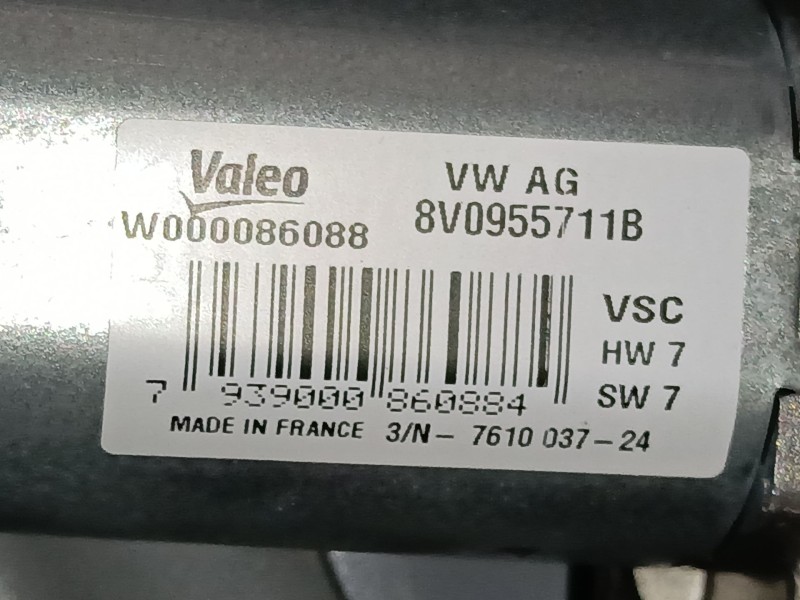 Valeo
W000086088
VW AG
8V0955711B
VSC
HW 7
SW 7
7 939000 860884
MADE IN FRANCE 3/N - 7610 037-24